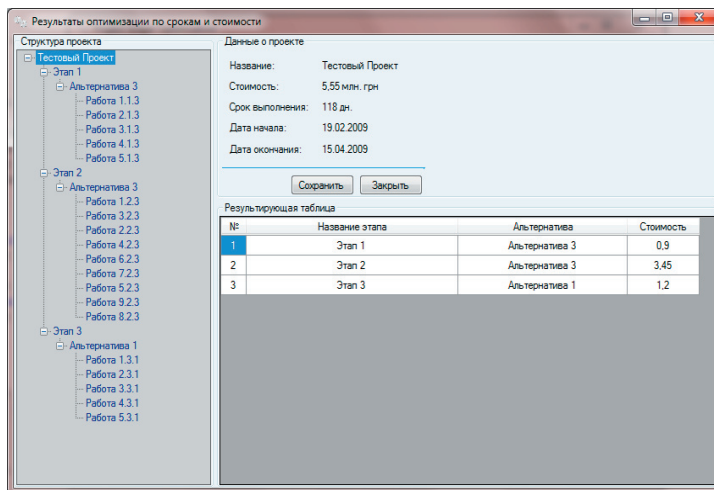 Результаты оптимизации по срокам и стоимости
Структура проекта
Тестовый Проект
Этап 1
Альтернатива 3
Работа 1.1.3
Работа 2.1.3
Работа 3.1.3
Работа 4.1.3
Работа 5.1.3
Этап 2
Альтернатива 3
Работа 1.2.3
Работа 3.2.3
Работа 2.2.3
Работа 4.2.3
Работа 6.2.3
Работа 7.2.3
Работа 5.2.3
Работа 9.2.3
Работа 8.2.3
Этап 3
Альтернатива 1
Работа 1.3.1
Работа 2.3.1
Работа 3.3.1
Работа 4.3.1
Работа 5.3.1
Данные о проекте
Название: Тестовый Проект
Стоимость: 5,55 млн. грн
Срок выполнения: 118 дн.
Дата начала: 19.02.2009
Дата окончания: 15.04.2009
Сохранить Закрыть
Результирующая таблица
№ Название этапа Альтернатива Стоимость
1 Этап 1 Альтернатива 3 0,9
2 Этап 2 Альтернатива 3 3,45
3 Этап 3 Альтернатива 1 1,2